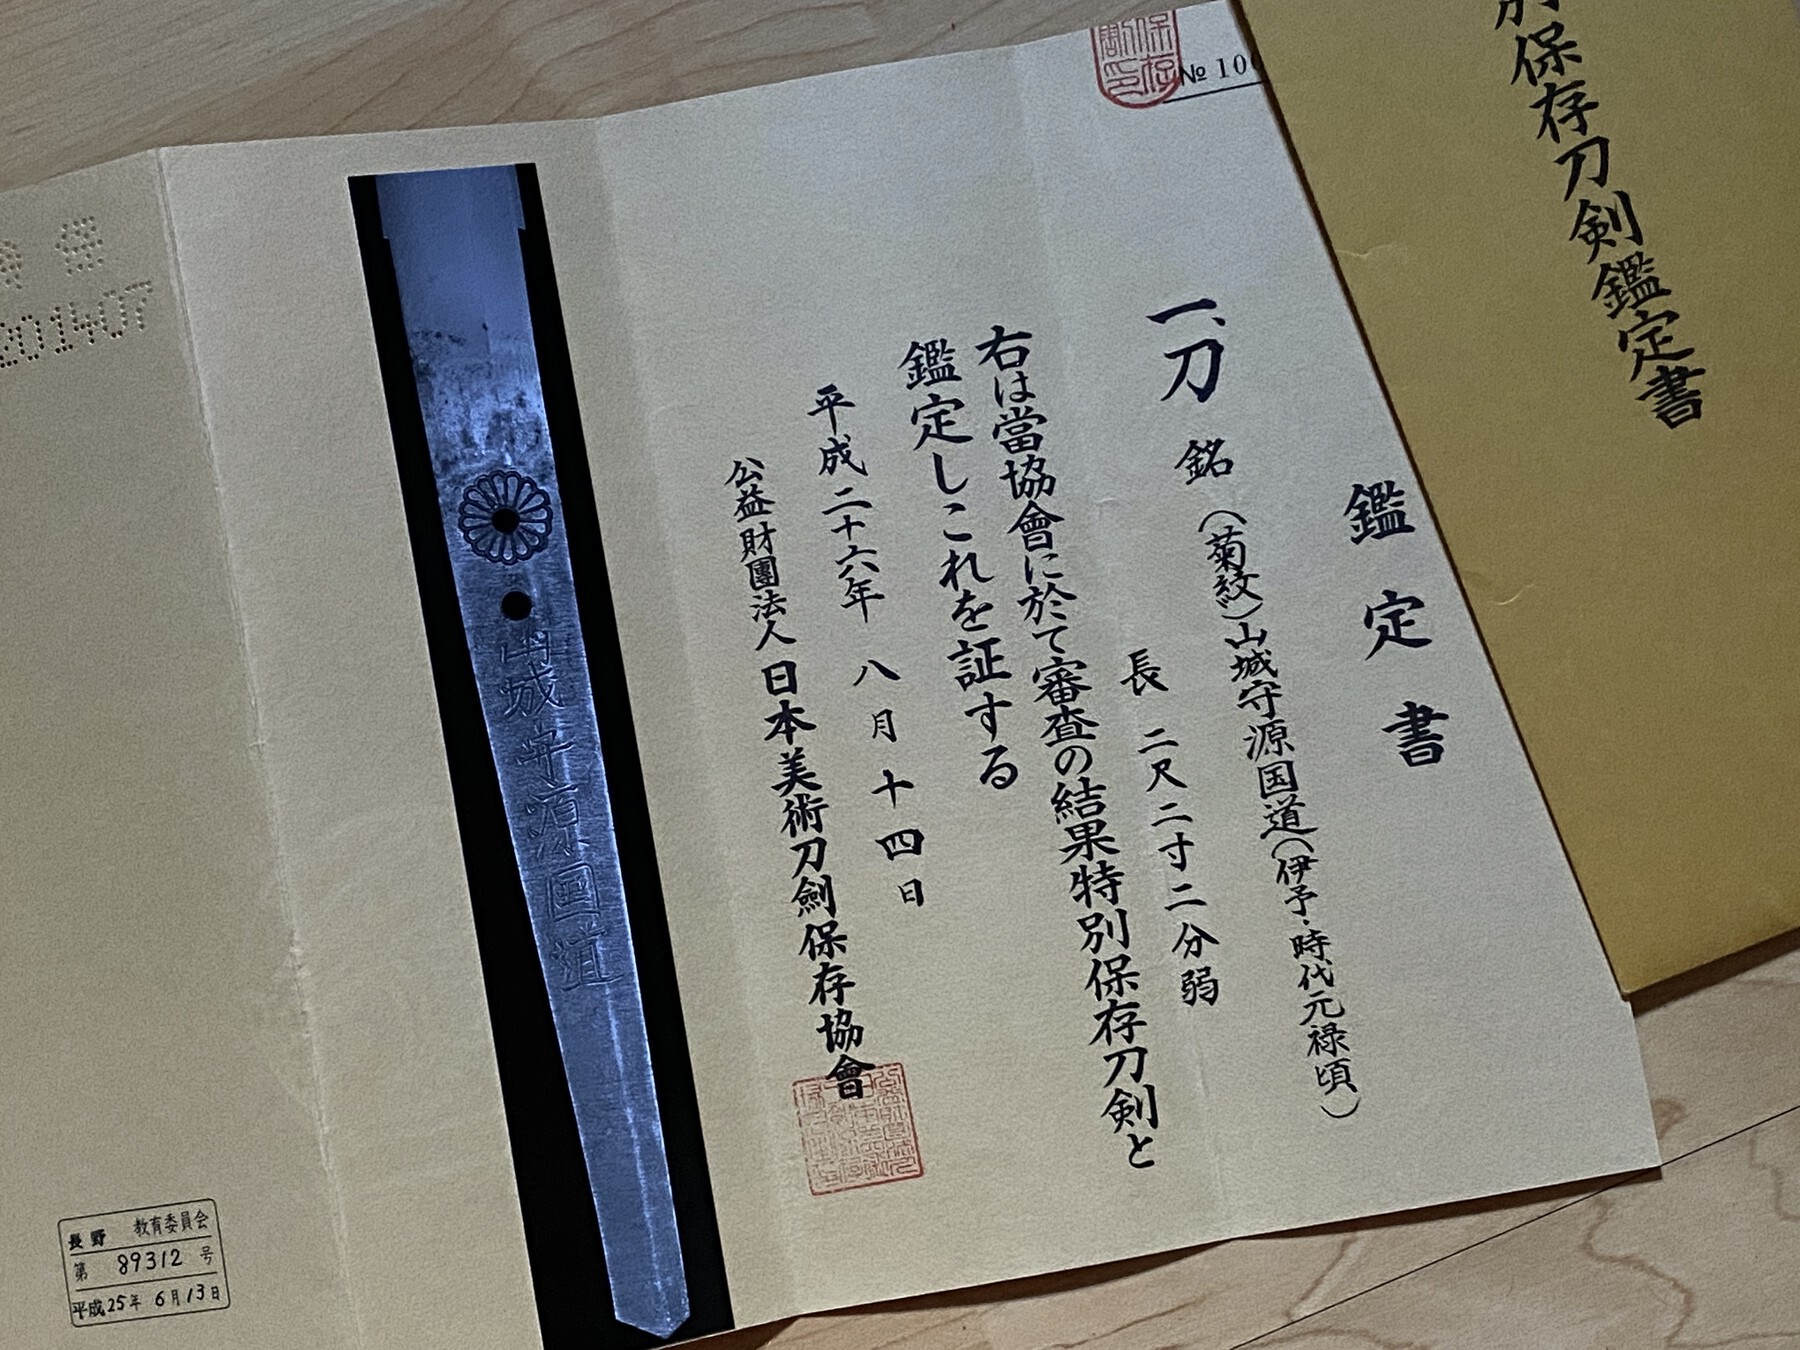 別保存刀剣鑑定書
保存
№ 10
鑑定書
一、刀 銘 (菊紋)山城守源国道(伊予・時代元禄頃)
長 二尺二寸二分弱
右は當協會に於て審査の結果特別保存刀剣と
鑑定しこれを証する
平成二十六年 八月十四日
公益財團法人 日本美術刀劍保存協會
山城守源国道
201407
長野 教育委員会
第 89312 号
平成25年 6月13日